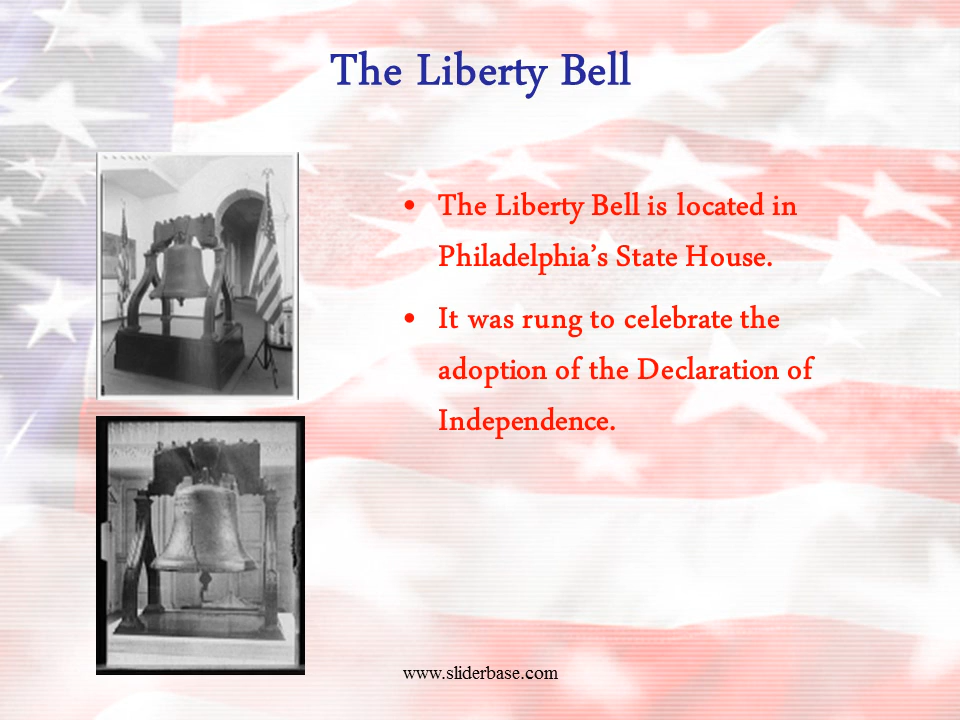 The Liberty Bell
• The Liberty Bell is located in
Philadelphia’s State House.
• It was rung to celebrate the
adoption of the Declaration of
Independence.
www.sliderbase.com